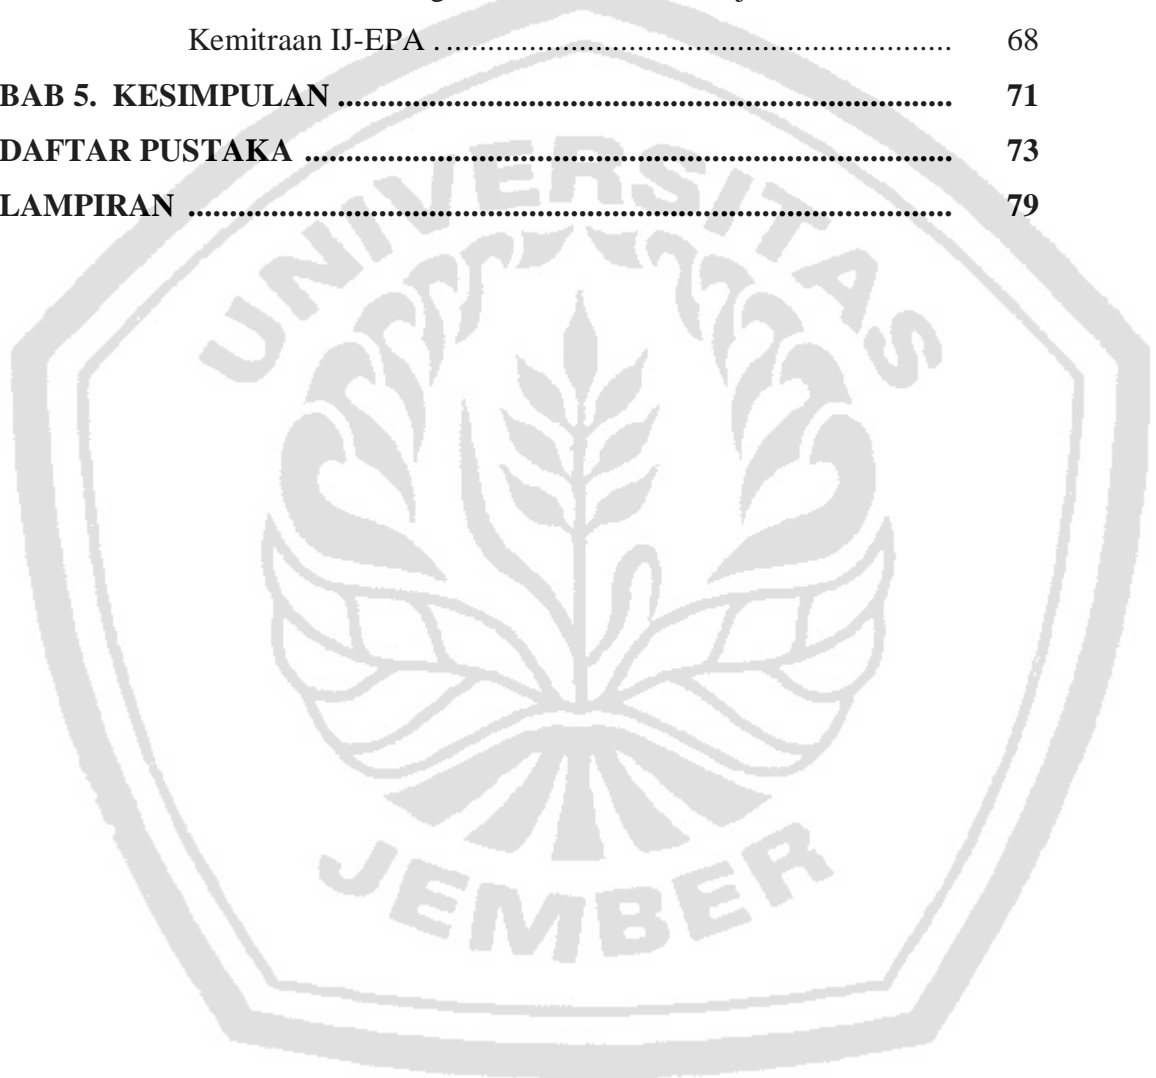 Kemitraan IJ-EPA . ............................................................. 68
BAB 5. KESIMPULAN .......................................................................... 71
DAFTAR PUSTAKA .............................................................................. 73
LAMPIRAN ............................................................................................ 79
UNIVERSITAS
JEMBER